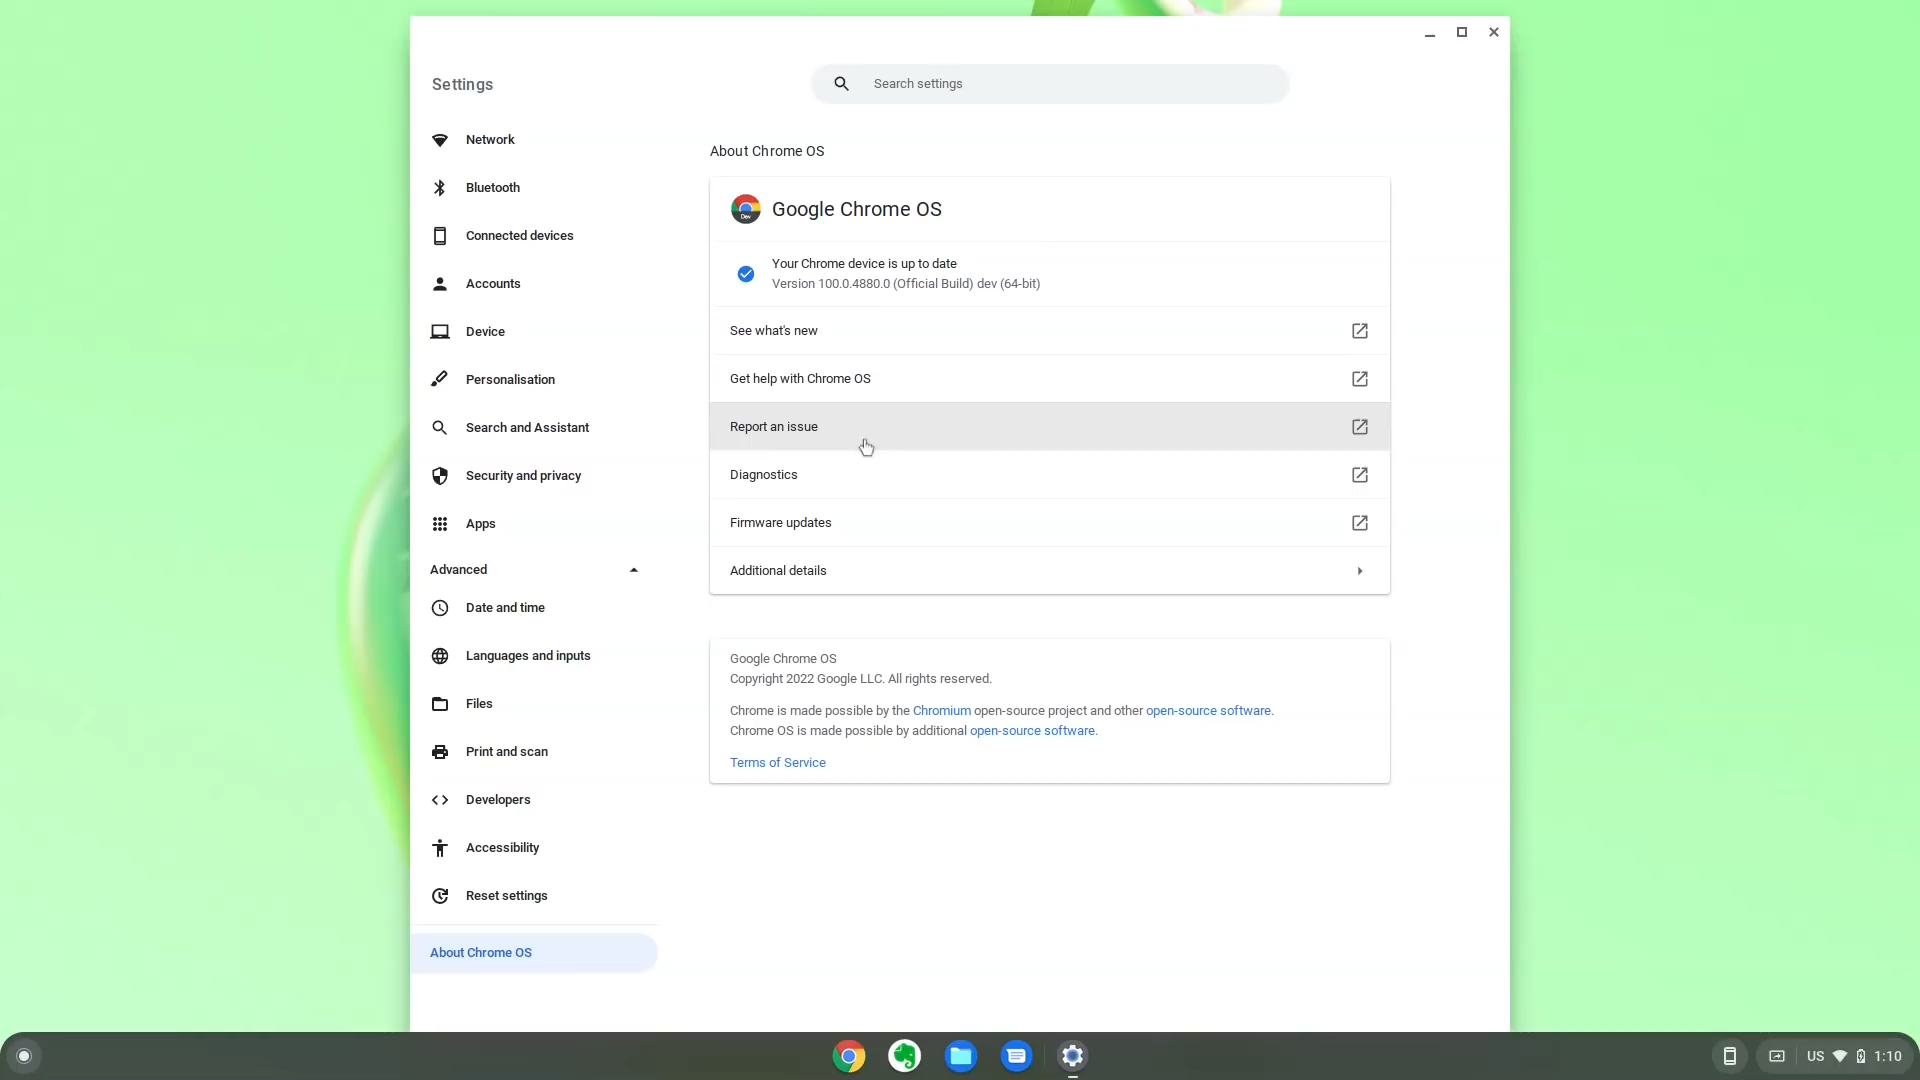 Settings
Search settings
Network
Bluetooth
Connected devices
Accounts
Device
Personalisation
Search and Assistant
Security and privacy
Apps
Advanced
Date and time
Languages and inputs
Files
Print and scan
Developers
Accessibility
Reset settings
About Chrome OS
About Chrome OS
Dev
Google Chrome OS
Your Chrome device is up to date
Version 100.0.4880.0 (Official Build) dev (64-bit)
See what's new
Get help with Chrome OS
Report an issue
Diagnostics
Firmware updates
Additional details
Google Chrome OS
Copyright 2022 Google LLC. All rights reserved.
Chrome is made possible by the Chromium open-source project and other open-source software.
Chrome OS is made possible by additional open-source software.
Terms of Service
US 1:10